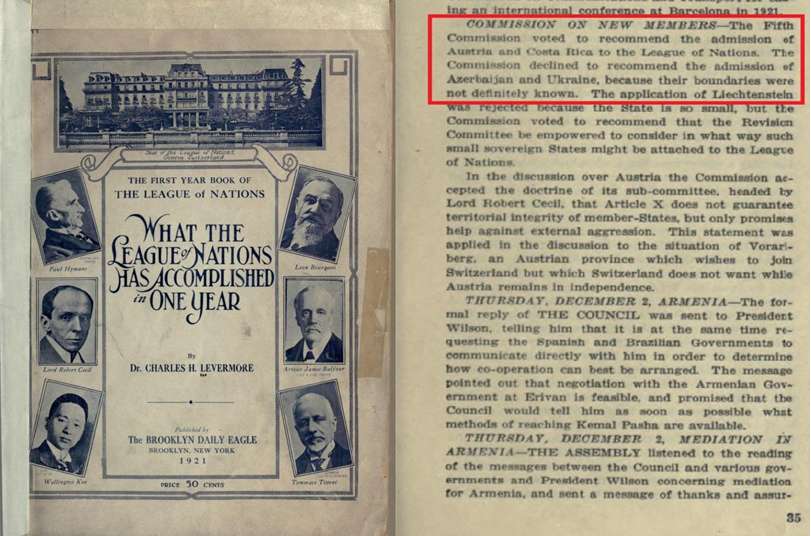 Seat of the League of Nations
Geneva, Switzerland
THE FIRST YEAR BOOK OF
THE LEAGUE OF NATIONS
WHAT THE
LEAGUE OF NATIONS
HAS ACCOMPLISHED
in ONE YEAR
By
Dr. CHARLES H. LEVERMORE
Published by
The BROOKLYN DAILY EAGLE
BROOKLYN, NEW YORK
1921
PRICE 50 CENTS
Paul Hymans
Leon Bourgeois
Lord Robert Cecil
Arthur James Balfour
Wellington Koo
Tommaso Tittoni
ing an international conference at Barcelona in 1921.
COMMISSION ON NEW MEMBERS—The Fifth
Commission voted to recommend the admission of
Austria and Costa Rica to the League of Nations. The
Commission declined to recommend the admission of
Azerbaijan and Ukraine, because their boundaries were
not definitely known. The application of Liechtenstein
was rejected because the State is so small, but the
Commission voted to recommend that the Revision
Committee be empowered to consider in what way such
small sovereign States might be attached to the League
of Nations.
In the discussion over Austria the Commission ac-
cepted the doctrine of its sub-committee, headed by
Lord Robert Cecil, that Article X does not guarantee
territorial integrity of member-States, but only promises
help against external aggression. This statement was
applied in the discussion to the situation of Vorarl-
berg, an Austrian province which wishes to join
Switzerland but which Switzerland does not want while
Austria remains in independence.
THURSDAY, DECEMBER 2, ARMENIA—The for-
mal reply of THE COUNCIL was sent to President
Wilson, telling him that it is at the same time re-
questing the Spanish and Brazilian Governments to
communicate directly with him in order to determine
how co-operation can best be arranged. The message
pointed out that negotiation with the Armenian Gov-
ernment at Erivan is feasible, and promised that the
Council would tell him as soon as possible what
methods of reaching Kemal Pasha are available.
THURSDAY, DECEMBER 2, MEDIATION IN
ARMENIA—THE ASSEMBLY listened to the reading
of the messages between the Council and various gov-
ernments and President Wilson concerning mediation
for Armenia, and sent a message of thanks and assur-
35